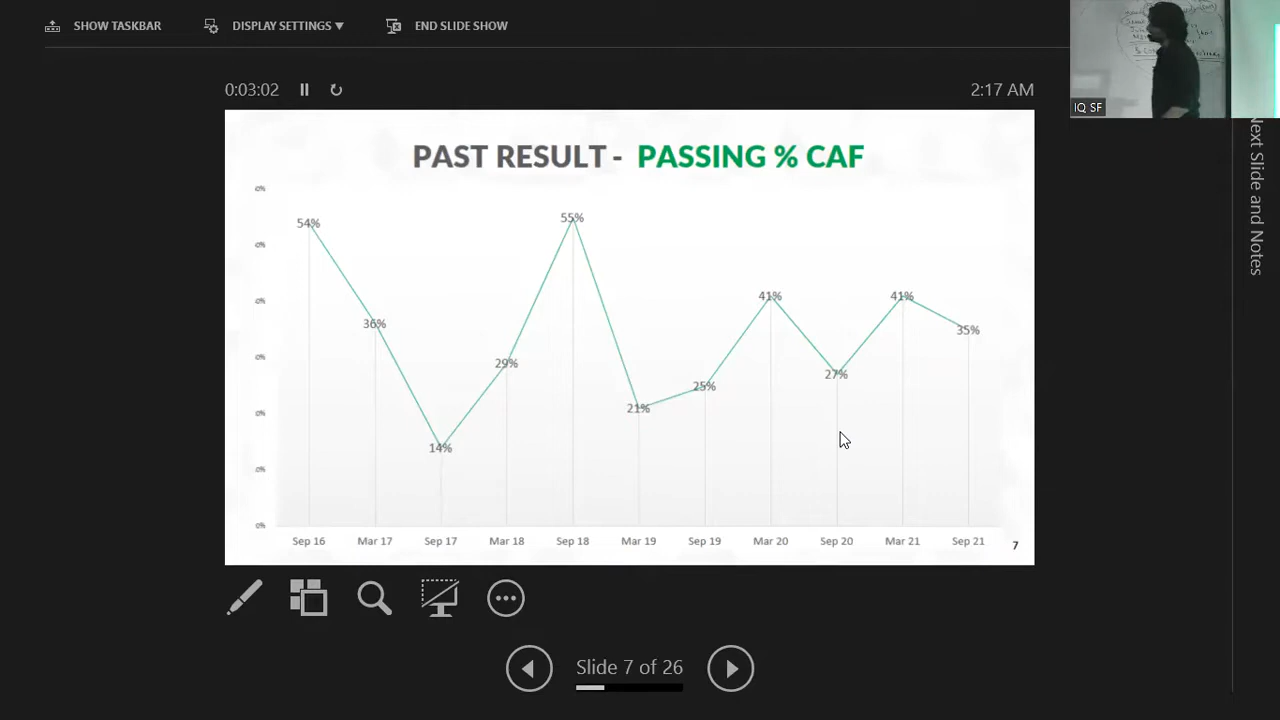 SHOW TASKBAR
DISPLAY SETTINGS ▼
END SLIDE SHOW
0:03:02
2:17 AM
IQ SF
Next Slide and Notes
PAST RESULT - PASSING % CAF
54%
36%
14%
29%
55%
21%
25%
41%
27%
41%
35%
0%
Sep 16 Mar 17 Sep 17 Mar 18 Sep 18 Mar 19 Sep 19 Mar 20 Sep 20 Mar 21 Sep 21
7
Slide 7 of 26